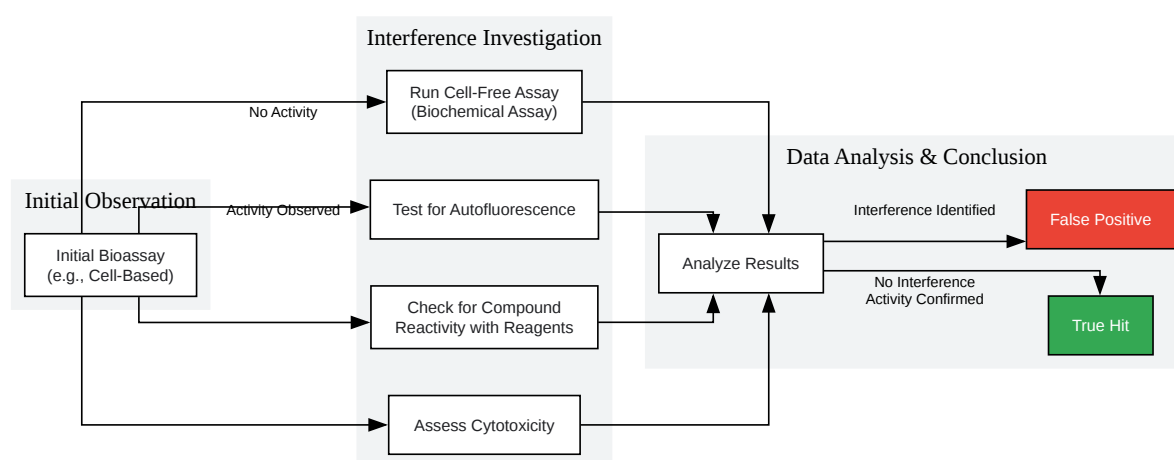 Interference Investigation
Run Cell-Free Assay
(Biochemical Assay)
No Activity
Data Analysis & Conclusion
Initial Observation
Activity Observed
Test for Autofluorescence
Interference Identified
False Positive
Initial Bioassay
(e.g., Cell-Based)
Analyze Results
No Interference
Activity Confirmed
Check for Compound
Reactivity with Reagents
True Hit
Assess Cytotoxicity